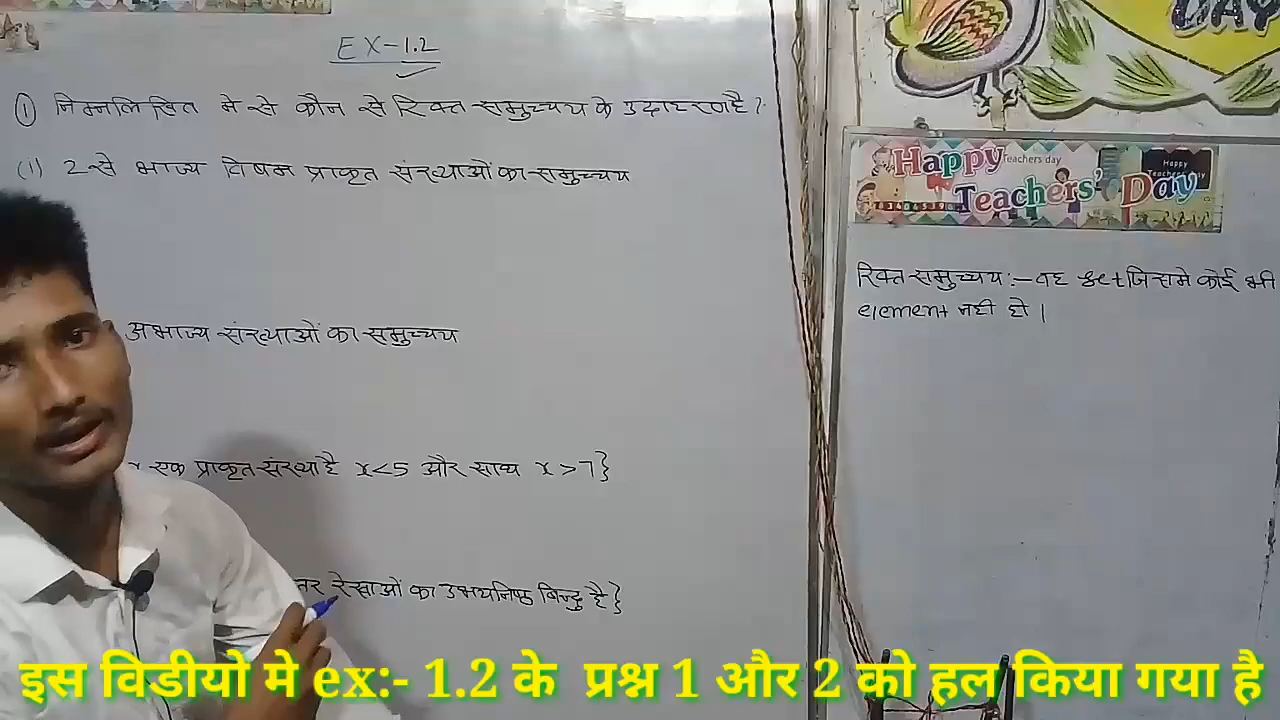 EX-1.2
① निम्नलिखित मे से कौन से रिक्त समुच्चय के उदाहरण है ?
(i) 2 से भाज्य विषम प्राकृत संख्याओं का समुच्चय
अभाज्य संख्याओं का समुच्चय
एक प्राकृत संख्या है x<5 और साथ x>7}
रेखाओं का उभयनिष्ठ बिन्दु है}
DAY
Happy Teachers day
Teachers' Day
Happy
रिक्त समुच्चय :- वह set जिसमे कोई भी
element नही हो |
इस विडीयो मे ex:- 1.2 के प्रश्न 1 और 2 को हल किया गया है